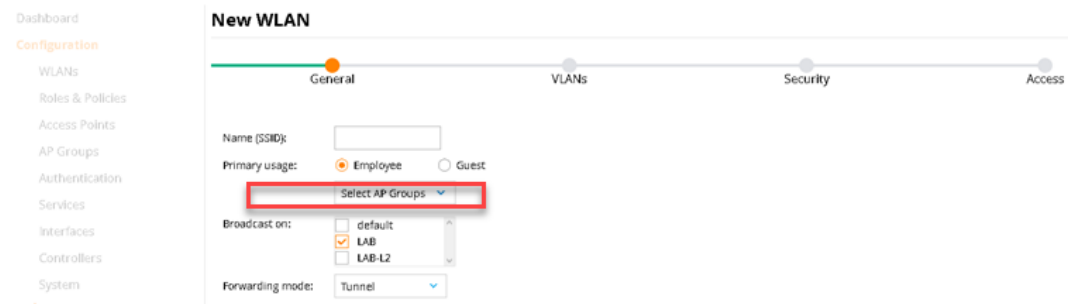 Dashboard
New WLAN
Configuration
WLANs
General
VLANs
Security
Access
Roles & Policies
Access Points
Name (SSID):
AP Groups
Primary usage:
Employee
Guest
Authentication
Select AP Groups
Services
Broadcast on:
default
Interfaces
LAB
Controllers
LAB-L2
System
Forwarding mode:
Tunnel